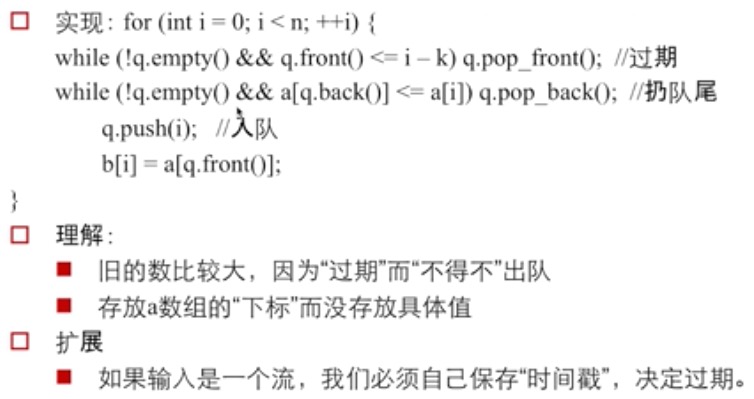 实现：for (int i = 0; i < n; ++i) {
while (!q.empty() && q.front() <= i – k) q.pop_front(); //过期
while (!q.empty() && a[q.back()] <= a[i]) q.pop_back(); //扔队尾
q.push(i); //入队
b[i] = a[q.front()];
}
理解：
旧的数比较大，因为“过期”而“不得不”出队
存放a数组的“下标”而没存放具体值
扩展
如果输入是一个流，我们必须自己保存“时间戳”，决定过期。